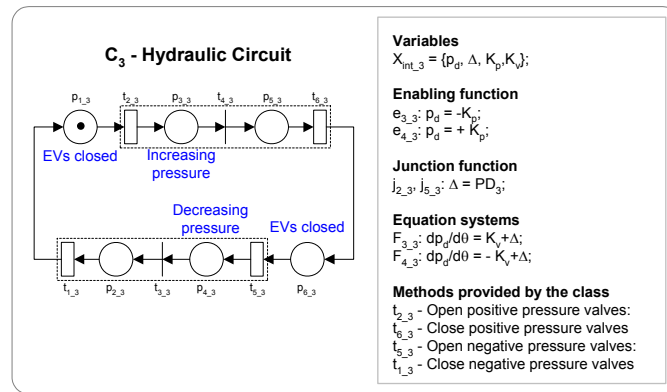 C3 - Hydraulic Circuit
p1_3 t2_3 p3_3 t4_3 p5_3 t6_3
EVs closed
Increasing
pressure
Decreasing
pressure
EVs closed
t1_3 p2_3 t3_3 p4_3 t5_3 p6_3
Variables
Xint_3 = {pd, Δ, Kp,Kv};
Enabling function
e3_3: pd = -Kp;
e4_3: pd = + Kp;
Junction function
j2_3, j5_3: Δ = PD3;
Equation systems
F3_3: dpd/dθ = Kv+Δ;
F4_3: dpd/dθ = - Kv+Δ;
Methods provided by the class
t2_3 - Open positive pressure valves:
t6_3 - Close positive pressure valves
t5_3 - Open negative pressure valves:
t1_3 - Close negative pressure valves